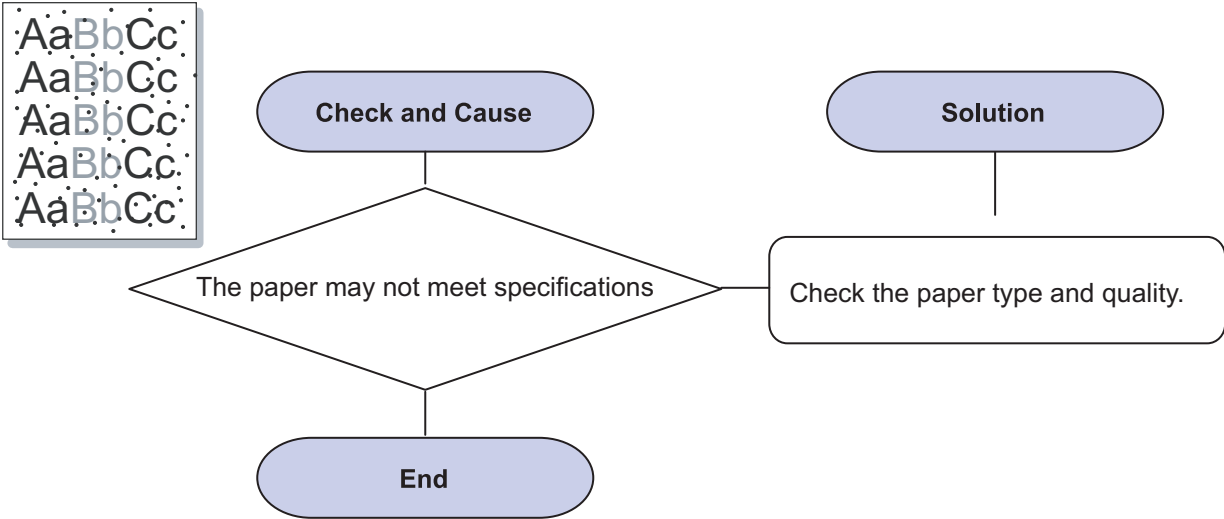 AaBbCc
AaBbCc
AaBbCc
AaBbCc
AaBbCc
Check and Cause
Solution
The paper may not meet specifications
Check the paper type and quality.
End